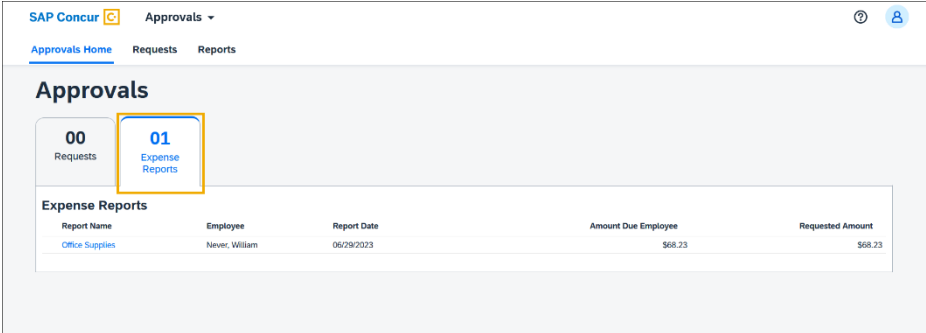 SAP Concur C. Approvals
Approvals Home Requests Reports
Approvals
00 01
Requests Expense
Reports
Expense Reports
Report Name Employee Report Date Amount Due Employee Requested Amount
Office Supplies Never, William 06/29/2023 $68.23 $68.23